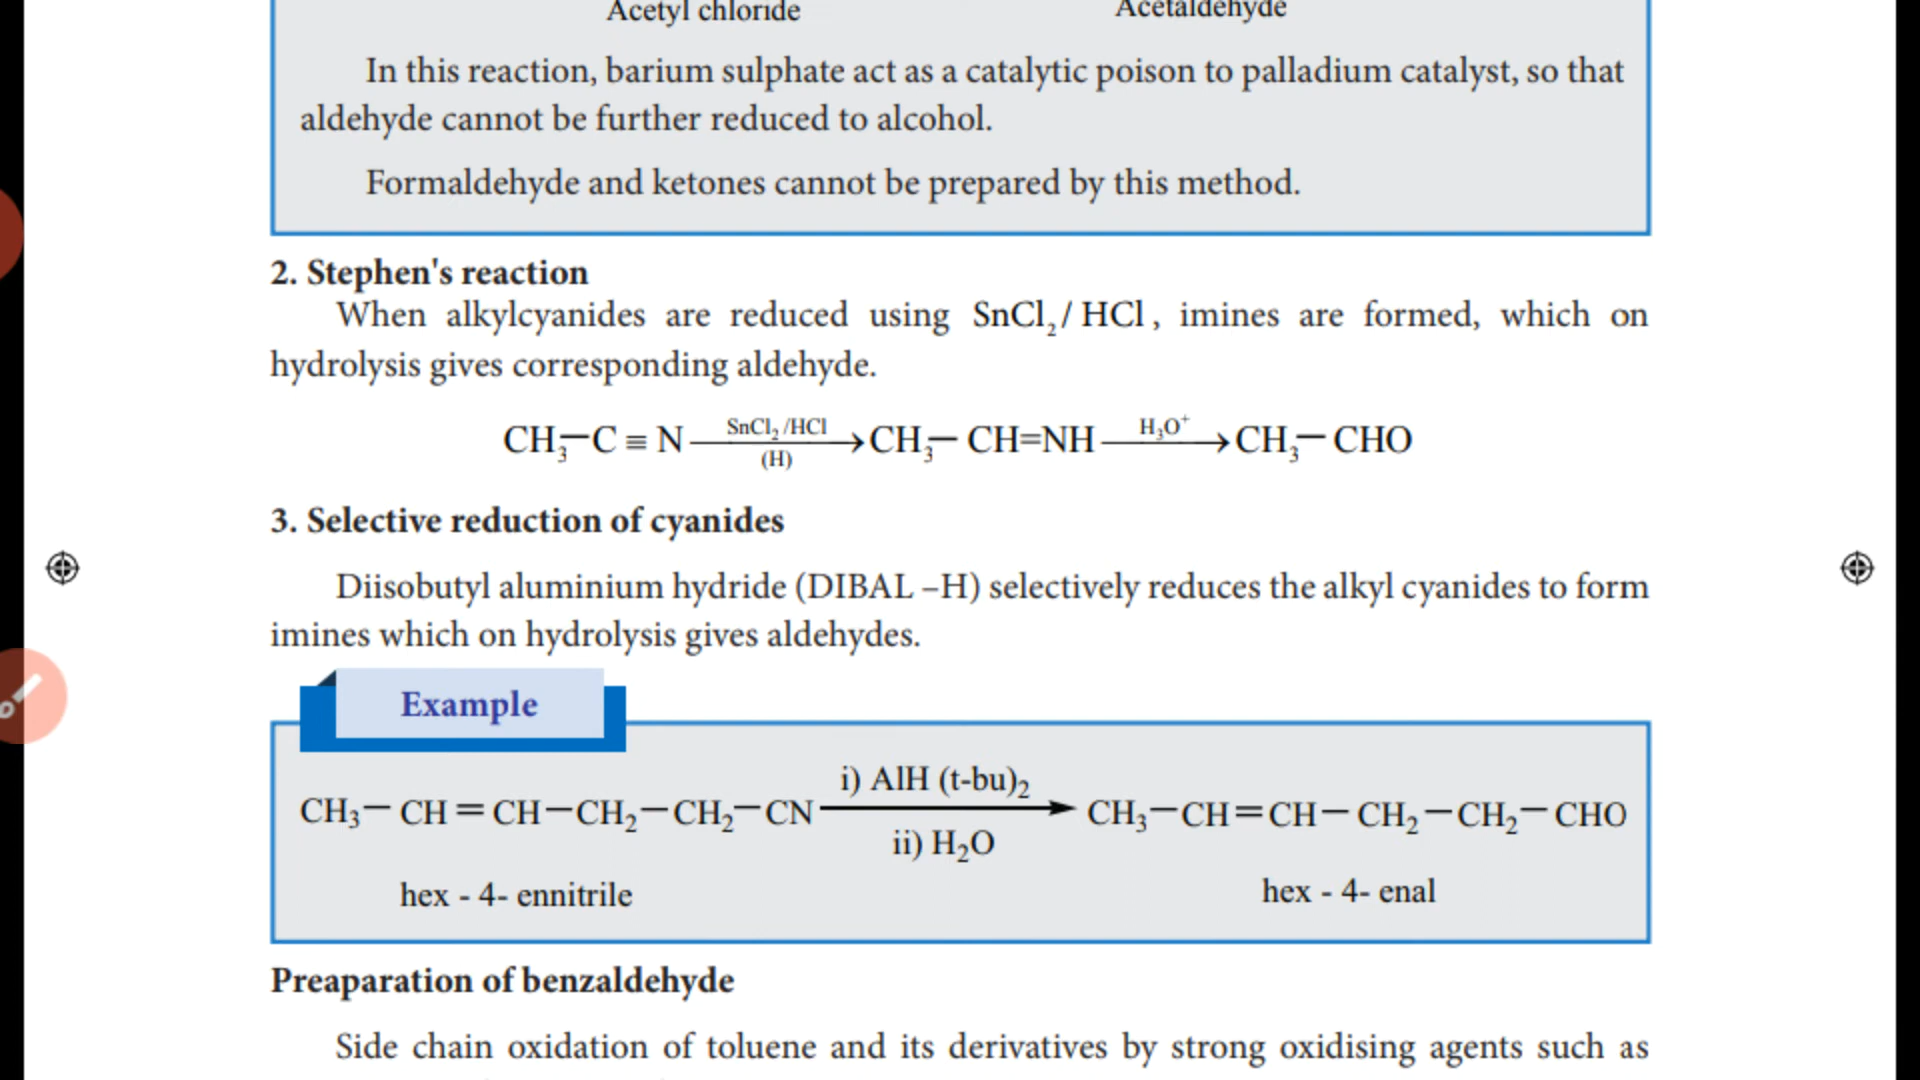 Acetyl chloride Acetaldehyde
In this reaction, barium sulphate act as a catalytic poison to palladium catalyst, so that
aldehyde cannot be further reduced to alcohol.
Formaldehyde and ketones cannot be prepared by this method.
2. Stephen's reaction
When alkylcyanides are reduced using SnCl₂/ HCl , imines are formed, which on
hydrolysis gives corresponding aldehyde.
CH₃—C ≡ N —SnCl₂/HCl (H)→ CH₃— CH=NH —H₃O⁺→ CH₃— CHO
3. Selective reduction of cyanides
Diisobutyl aluminium hydride (DIBAL –H) selectively reduces the alkyl cyanides to form
imines which on hydrolysis gives aldehydes.
Example
i) AlH (t-bu)₂
CH₃— CH = CH—CH₂—CH₂—CN → CH₃—CH=CH— CH₂—CH₂— CHO
ii) H₂O
hex - 4- ennitrile hex - 4- enal
Preaparation of benzaldehyde
Side chain oxidation of toluene and its derivatives by strong oxidising agents such as